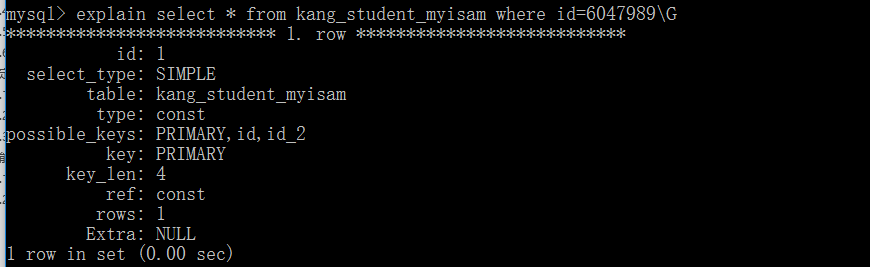 mysql> explain select * from kang_student_myisam where id=6047989\G
*************************** 1. row ***************************
           id: 1
  select_type: SIMPLE
        table: kang_student_myisam
         type: const
possible_keys: PRIMARY,id,id_2
          key: PRIMARY
      key_len: 4
          ref: const
         rows: 1
        Extra: NULL
1 row in set (0.00 sec)